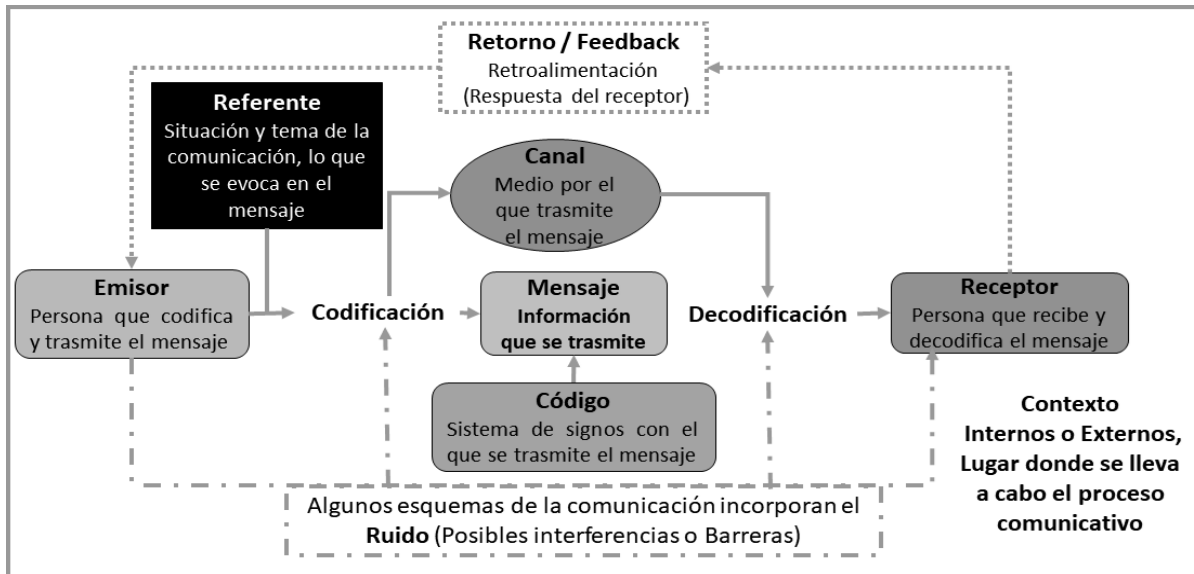 Retorno / Feedback
Retroalimentación
(Respuesta del receptor)
Referente
Situación y tema de la
comunicación, lo que
se evoca en el
mensaje
Canal
Medio por el
que trasmite
el mensaje
Emisor
Persona que codifica
y trasmite el mensaje
Codificación
Mensaje
Información
que se trasmite
Decodificación
Receptor
Persona que recibe y
decodifica el mensaje
Código
Sistema de signos con el
que se trasmite el mensaje
Contexto
Internos o Externos,
Lugar donde se lleva
a cabo el proceso
comunicativo
Algunos esquemas de la comunicación incorporan el
Ruido (Posibles interferencias o Barreras)